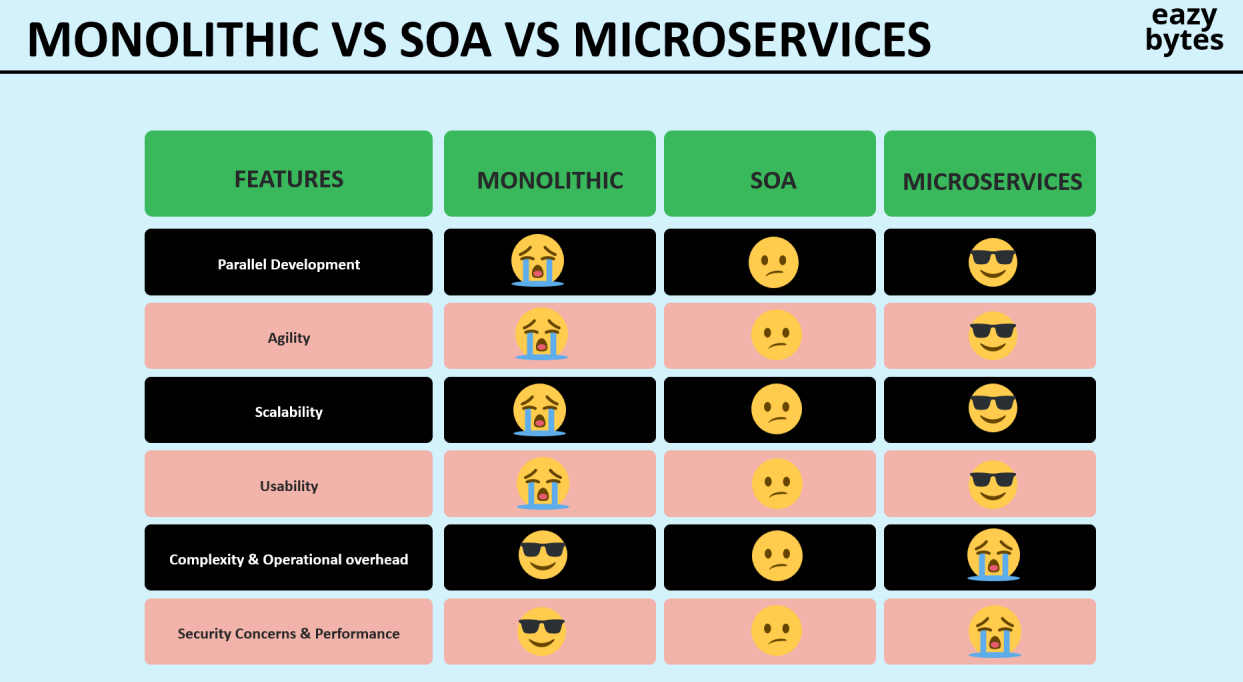 MONOLITHIC VS SOA VS MICROSERVICES
eazy
bytes
FEATURES
MONOLITHIC
SOA
MICROSERVICES
Parallel Development
Agility
Scalability
Usability
Complexity & Operational overhead
Security Concerns & Performance